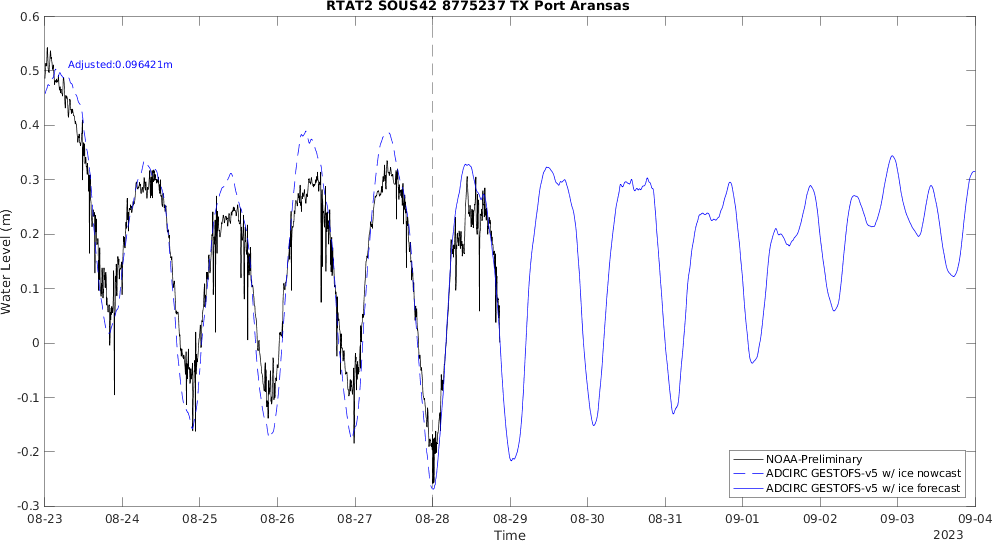 RTAT2 SOUS42 8775237 TX Port Aransas
0.6
0.5
0.4
0.3
0.2
0.1
0
-0.1
-0.2
-0.3
Water Level (m)
Adjusted:0.096421m
NOAA-Preliminary
ADCIRC GESTOFS-v5 w/ ice nowcast
ADCIRC GESTOFS-v5 w/ ice forecast
08-23 08-24 08-25 08-26 08-27 08-28 08-29 08-30 08-31 09-01 09-02 09-03 09-04
Time
2023